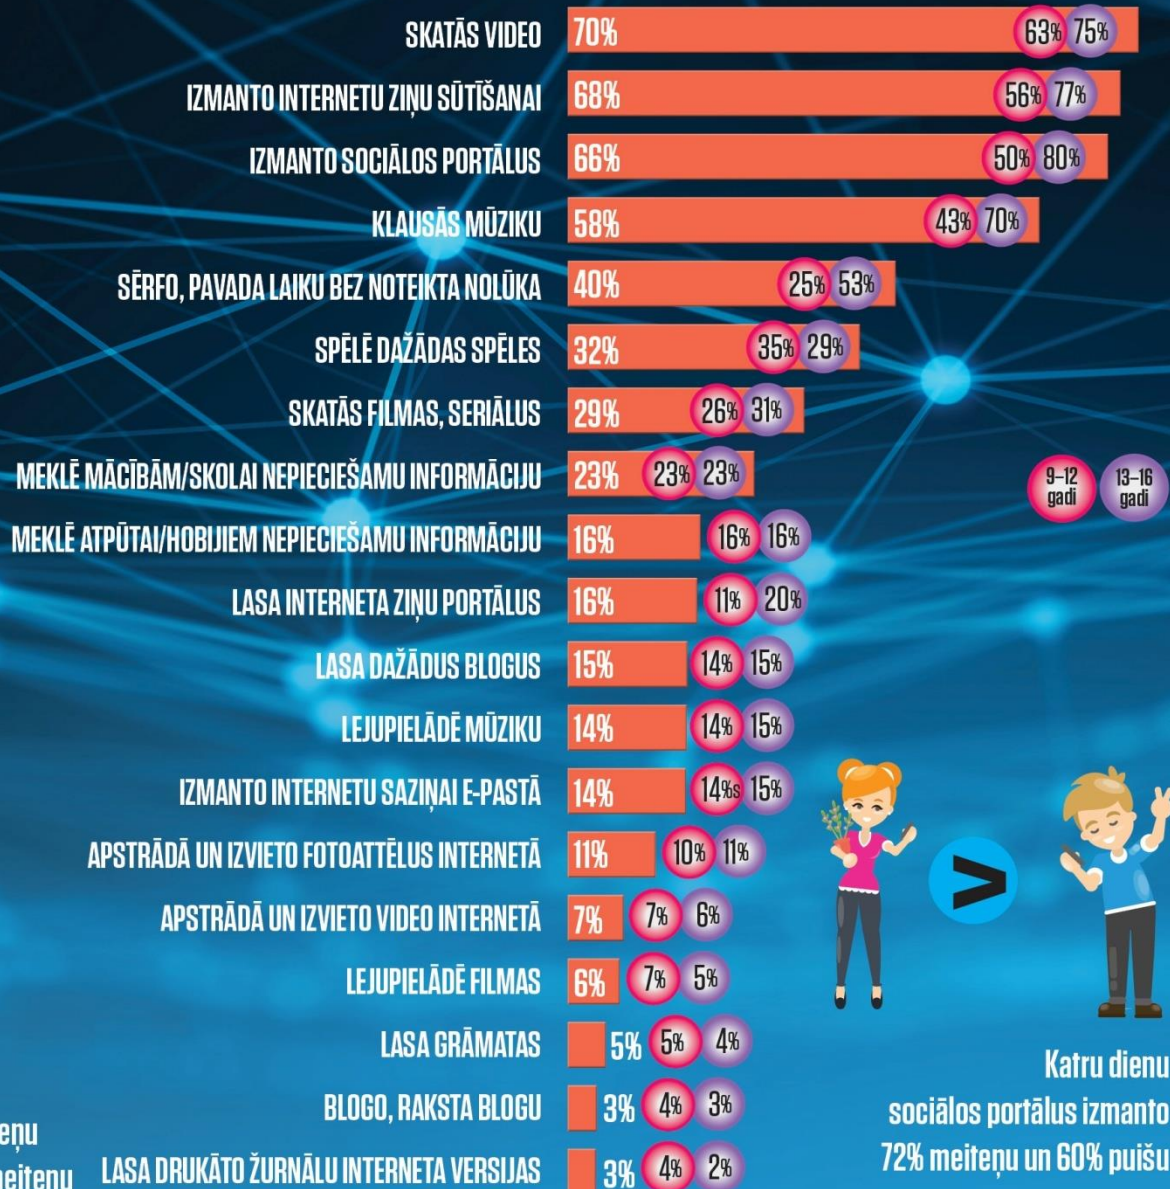 SKATĀS VIDEO 70% 63% 75%
IZMANTO INTERNETU ZIŅU SŪTĪŠANAI 68% 56% 77%
IZMANTO SOCIĀLOS PORTĀLUS 66% 50% 80%
KLAUSĀS MŪZIKU 58% 43% 70%
SĒRFO, PAVADA LAIKU BEZ NOTEIKTA NOLŪKA 40% 25% 53%
SPĒLĒ DAŽĀDAS SPĒLES 32% 35% 29%
SKATĀS FILMAS, SERIĀLUS 29% 26% 31%
MEKLĒ MĀCĪBĀM/SKOLAI NEPIECIEŠAMU INFORMĀCIJU 23% 23% 23%
9–12
gadi
13–16
gadi
MEKLĒ ATPŪTAI/HOBIJIEM NEPIECIEŠAMU INFORMĀCIJU 16% 16% 16%
LASA INTERNETA ZIŅU PORTĀLUS 16% 11% 20%
LASA DAŽĀDUS BLOGUS 15% 14% 15%
LEJUPIELĀDĒ MŪZIKU 14% 14% 15%
IZMANTO INTERNETU SAZIŅAI E-PASTĀ 14% 14%s 15%
APSTRĀDĀ UN IZVIETO FOTOATTĒLUS INTERNETĀ 11% 10% 11%
APSTRĀDĀ UN IZVIETO VIDEO INTERNETĀ 7% 7% 6%
LEJUPIELĀDĒ FILMAS 6% 7% 5%
LASA GRĀMATAS 5% 5% 4%
BLOGO, RAKSTA BLOGU 3% 4% 3%
LASA DRUKĀTO ŽURNĀLU INTERNETA VERSIJAS 3% 4% 2%
>
Katru dienu
sociālos portālus izmanto
72% meiteņu un 60% puišu